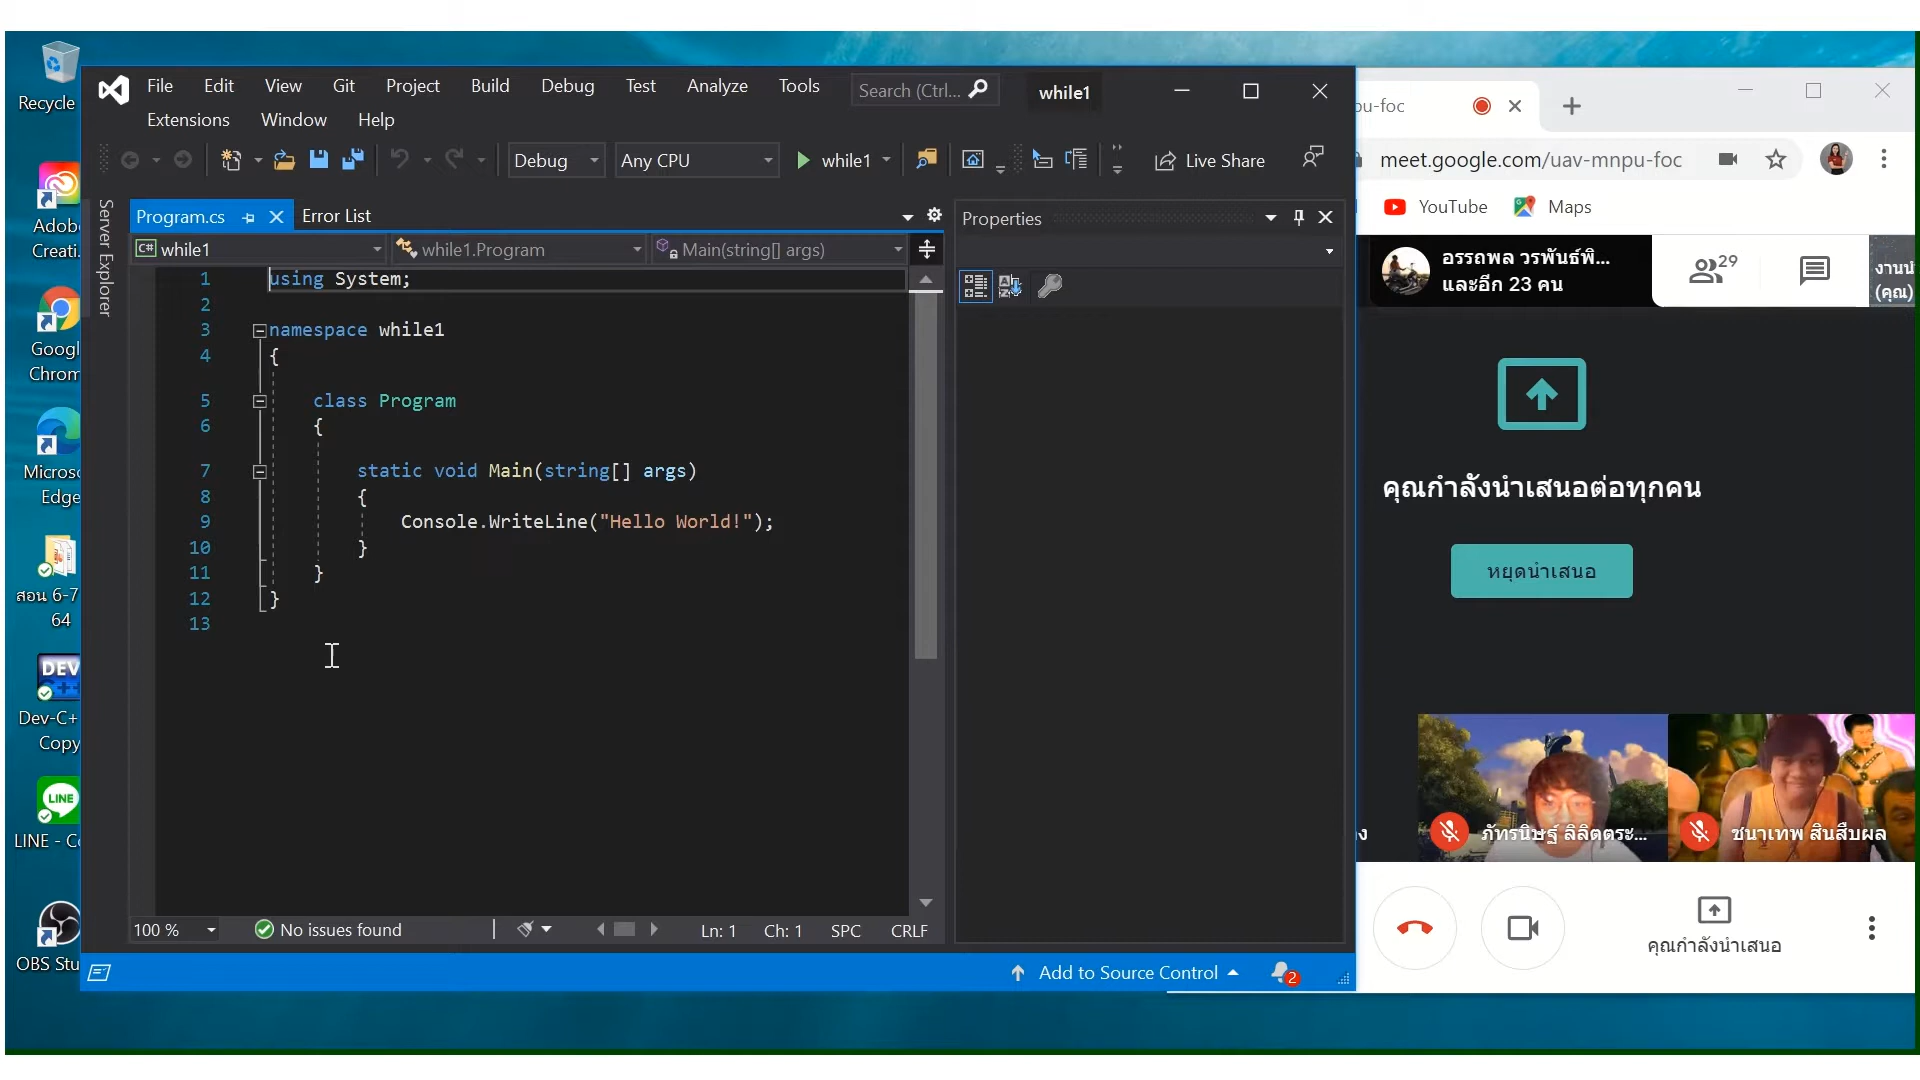 Recycle
Adob
Creati.
Googl
Chrom
Microso
Edge
สอน 6-7
64
DEV
C++
Dev-C+
Copy
LINE
LINE - Co
OBS Stu
File Edit View Git Project Build Debug Test Analyze Tools
Search (Ctrl...
while1
Extensions Window Help
Debug
Any CPU
while1
Live Share
Server Explorer
Program.cs
Error List
C# while1
while1.Program
Main(string[] args)
1 using System;
2
3 namespace while1
4 {
5 class Program
6 {
7 static void Main(string[] args)
8 {
9 Console.WriteLine("Hello World!");
10 }
11 }
12 }
13
100 %
No issues found
Ln: 1 Ch: 1 SPC CRLF
Properties
Add to Source Control
2
ou-foc
meet.google.com/uav-mnpu-foc
YouTube
Maps
อรรถพล วรพันธ์พิ...
และอีก 23 คน
29
งานนำ
(คุณ)
คุณกำลังนำเสนอต่อทุกคน
หยุดนำเสนอ
ภัทรนิษฐ์ ลิลิตตระ...
ชนาเทพ สินสืบผล
คุณกำลังนำเสนอ